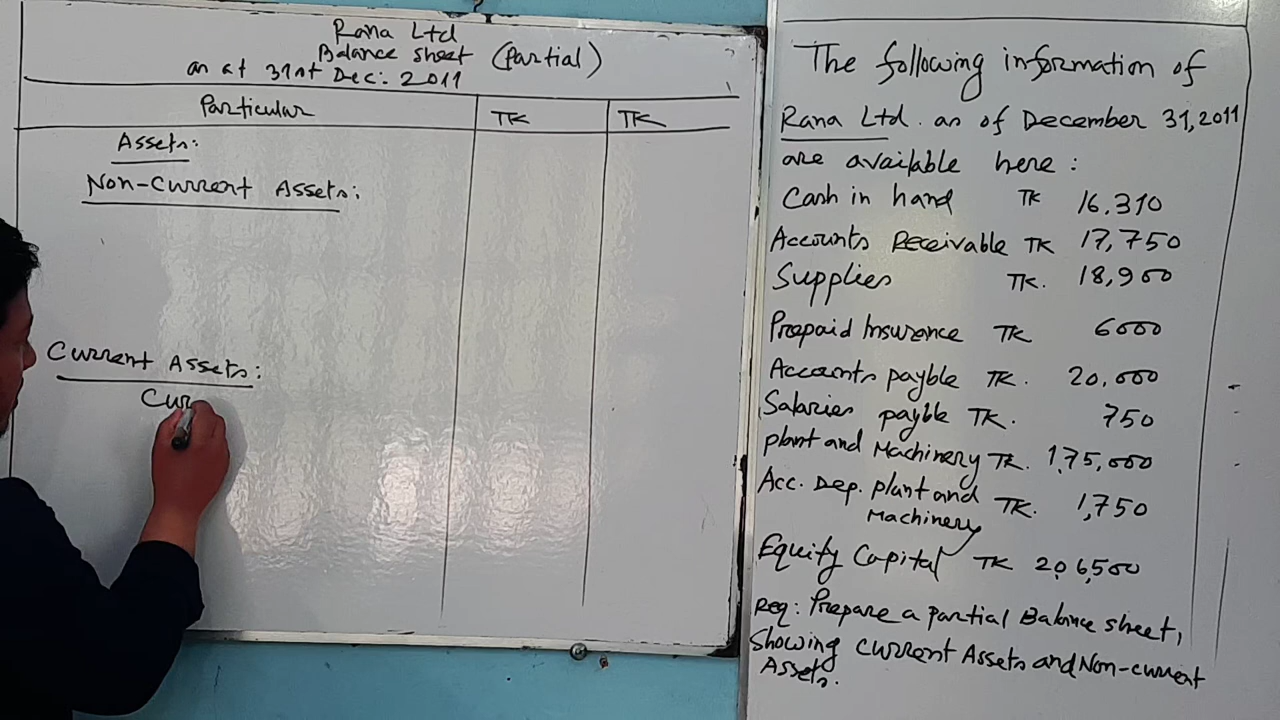 Rana Ltd
Balance sheet (Partial)
as at 31st Dec: 2011
Particular TK TK
Assets:
Non-Current Assets:
Current Assets:
Cur
The following information of
Rana Ltd. as of December 31, 2011
are available here:
Cash in hand TK 16,310
Accounts Receivable TK 17,750
Supplies TK. 18,900
Prepaid Insurance TK 6000
Accounts payble TK. 20,000
Salaries payble TK. 750
plant and Machinery TK. 1,75,000
Acc. Dep. plant and TK. 1,750
Machinery
Equity Capital TK 2,06,500
Req: Prepare a partial Balance sheet,
showing current Assets and Non-current
Assets.